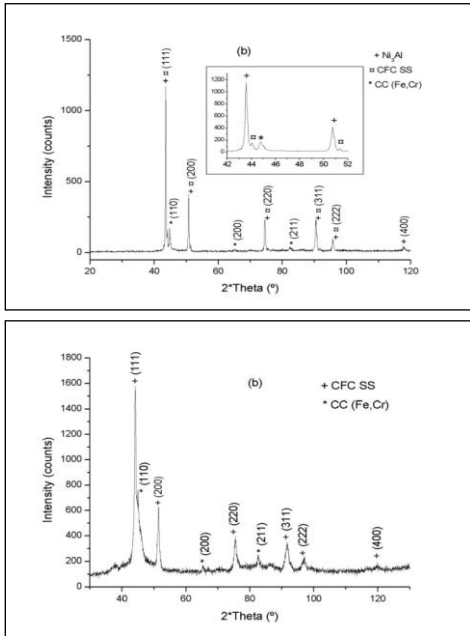 1500
1000
500
0
Intensity (counts)
20 40 60 80 100 120
2*Theta (º)
(b)
+ Ni3Al
¤ CFC SS
* CC (Fe,Cr)
+ ¤ (111)
* (110)
+ ¤ (200)
* (200)
+ ¤ (220)
* (211)
+ ¤ (311)
+ ¤ (222)
+ (400)
1200
1000
800
600
400
200
0
42 44 46 48 50 52
+ ¤ * + ¤
1800
1600
1400
1200
1000
800
600
400
200
0
Intensity (counts)
40 60 80 100 120
2*Theta (º)
(b)
+ CFC SS
* CC (Fe,Cr)
+ (111)
* (110)
+ (200)
* (200)
+ (220)
* (211)
+ (311)
+ (222)
+ (400)